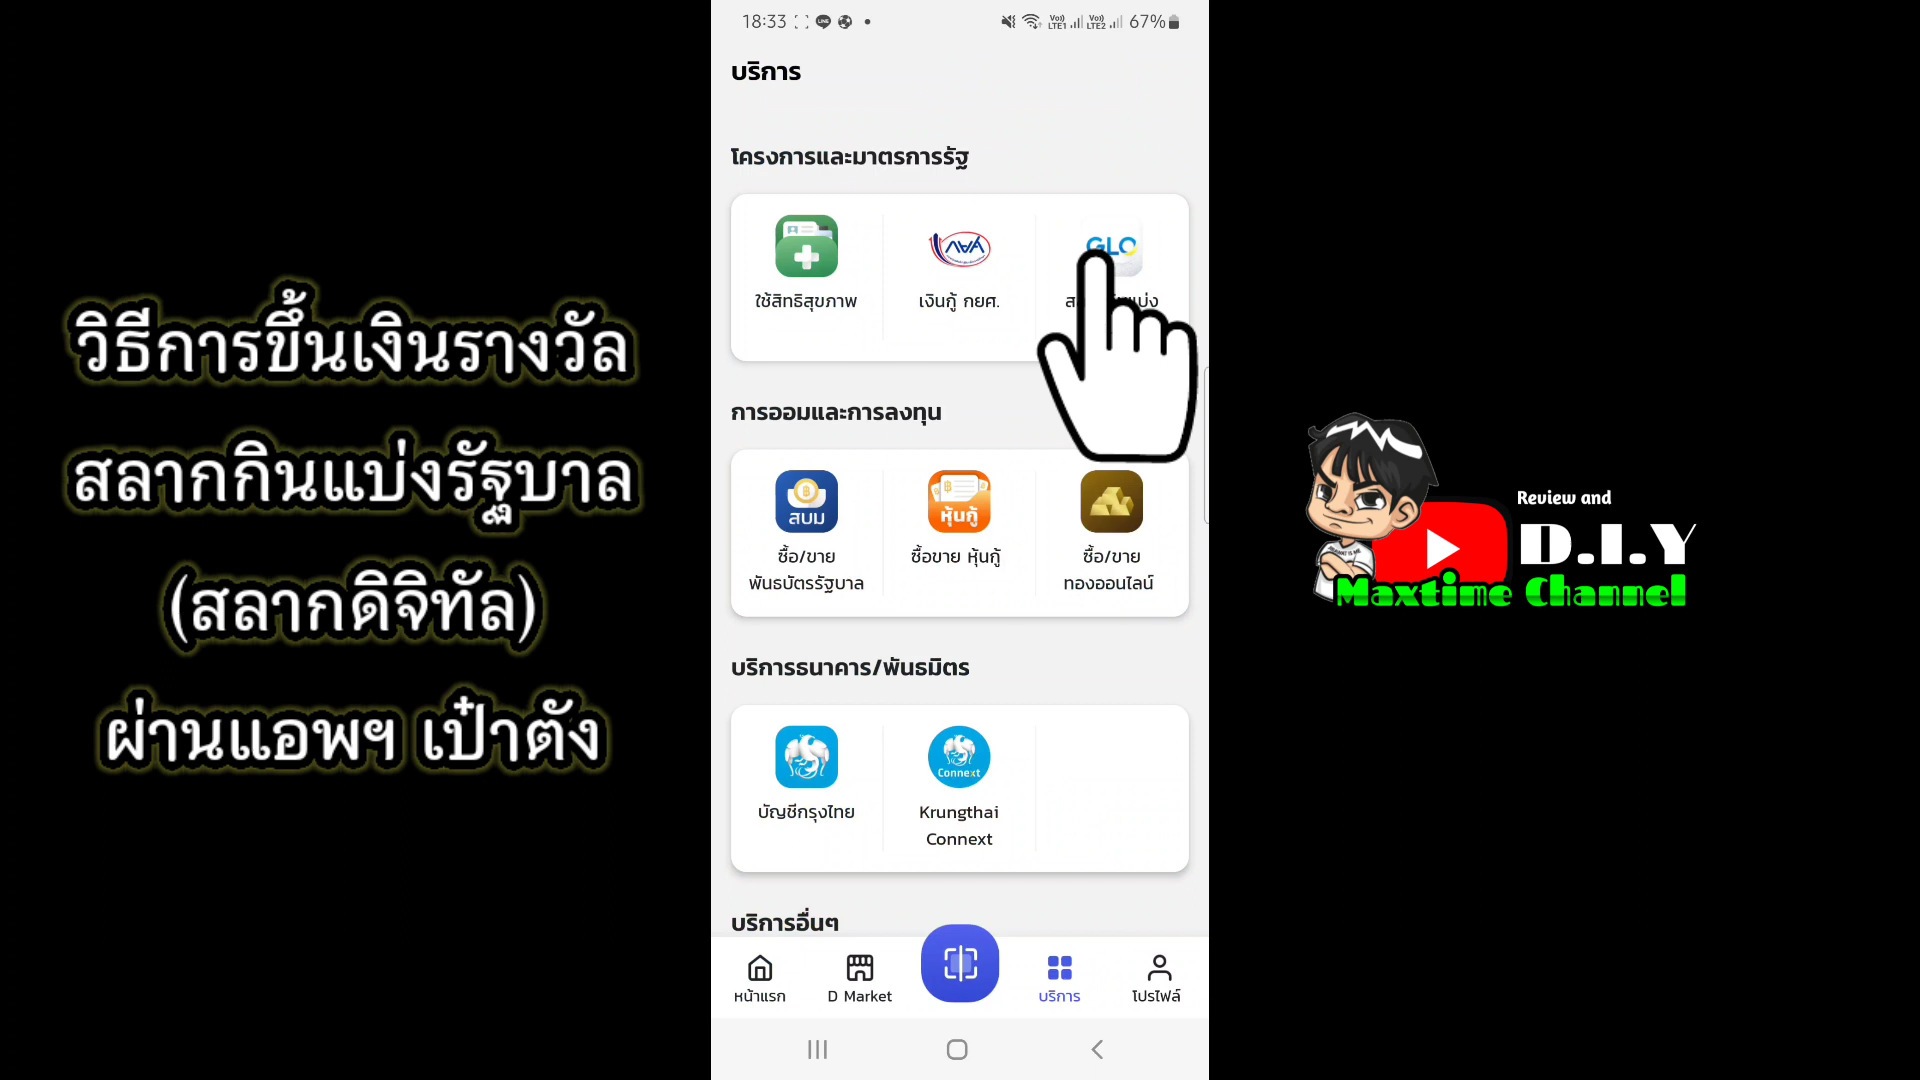 วิธีการขึ้นเงินรางวัล
สลากกินแบ่งรัฐบาล
(สลากดิจิทัล)
ผ่านแอพฯ เป๋าตัง
18:33
67%
บริการ
โครงการและมาตรการรัฐ
ใช้สิทธิสุขภาพ
เงินกู้ กยศ.
GLO
การออมและการลงทุน
สบม
หุ้นกู้
ซื้อ/ขาย
พันธบัตรรัฐบาล
ซื้อขาย หุ้นกู้
ซื้อ/ขาย
ทองออนไลน์
บริการธนาคาร/พันธมิตร
Connext
บัญชีกรุงไทย
Krungthai
Connext
บริการอื่นๆ
หน้าแรก
D Market
บริการ
โปรไฟล์
Review and
D.I.Y
Maxtime Channel